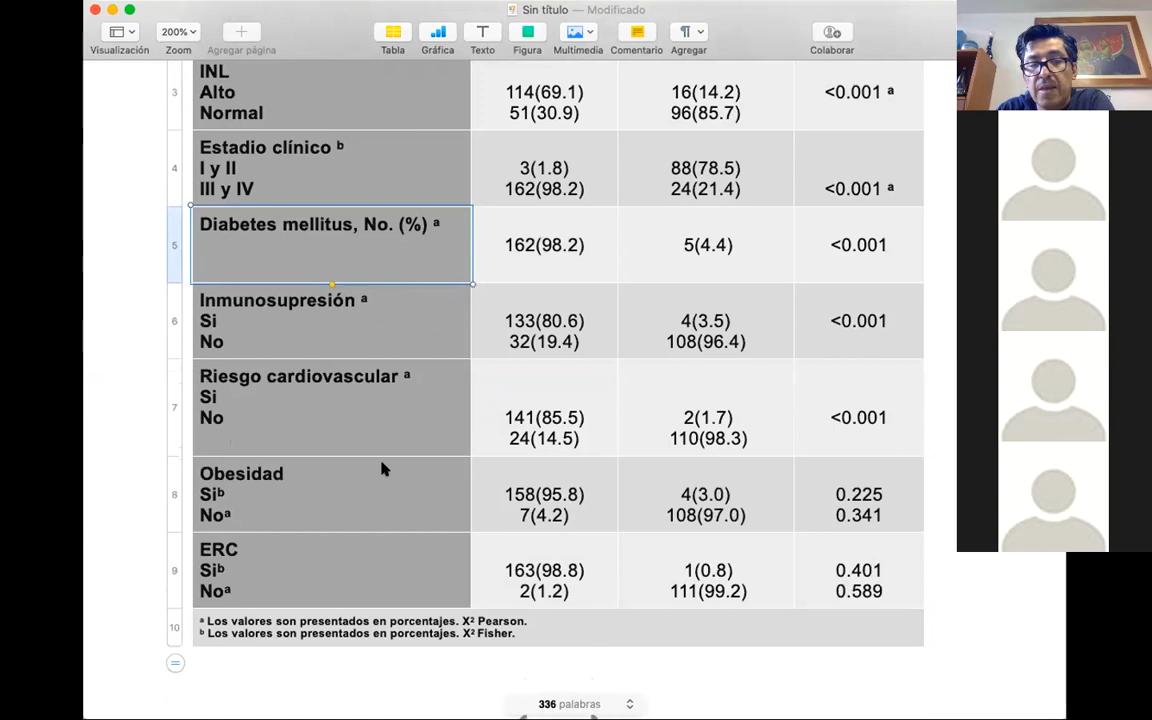 Sin título — Modificado
200%
Visualización
Zoom
Agregar página
Tabla
Gráfica
Texto
Figura
Multimedia
Comentario
Agregar
Colaborar
3
INL
Alto 114(69.1) 16(14.2) <0.001 ᵃ
Normal 51(30.9) 96(85.7)
4
Estadio clínico ᵇ
I y II 3(1.8) 88(78.5)
III y IV 162(98.2) 24(21.4) <0.001 ᵃ
5
Diabetes mellitus, No. (%) ᵃ
162(98.2) 5(4.4) <0.001
6
Inmunosupresión ᵃ
Si 133(80.6) 4(3.5) <0.001
No 32(19.4) 108(96.4)
7
Riesgo cardiovascular ᵃ
Si
No 141(85.5) 2(1.7) <0.001
24(14.5) 110(98.3)
8
Obesidad
Siᵇ 158(95.8) 4(3.0) 0.225
Noᵃ 7(4.2) 108(97.0) 0.341
9
ERC
Siᵇ 163(98.8) 1(0.8) 0.401
Noᵃ 2(1.2) 111(99.2) 0.589
10
ᵃ Los valores son presentados en porcentajes. X² Pearson.
ᵇ Los valores son presentados en porcentajes. X² Fisher.
336 palabras